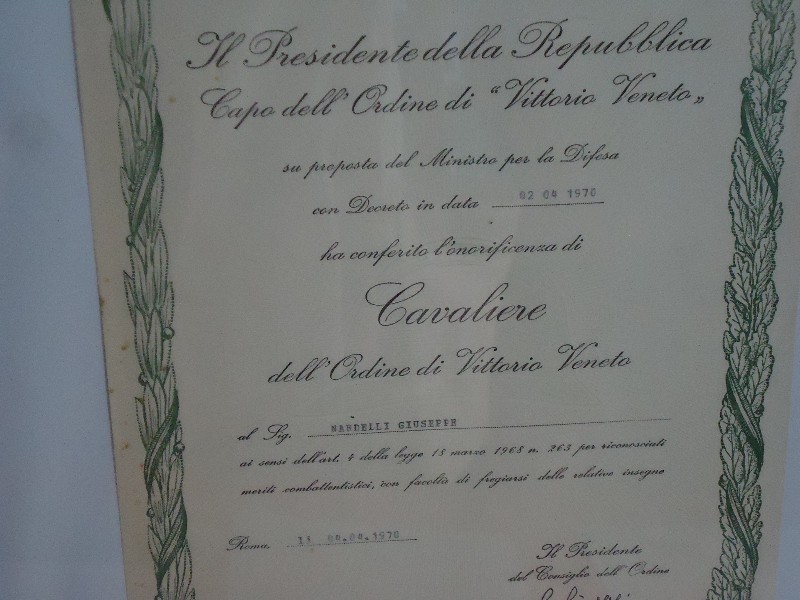 Il Presidente della Repubblica
Capo dell' Ordine di "Vittorio Veneto„
su proposta del Ministro per la Difesa
con Decreto in data 02 04 1970
ha conferito l'onorificenza di
Cavaliere
dell' Ordine di Vittorio Veneto
al Sig. NARDELLI GIUSEPPE
ai sensi dell'art. 4 della legge 18 marzo 1968 n. 263 per riconosciuti
meriti combattentistici, con facoltà di fregiarsi delle relative insegne
Roma, li 04.1970
Il Presidente
del Consiglio dell' Ordine